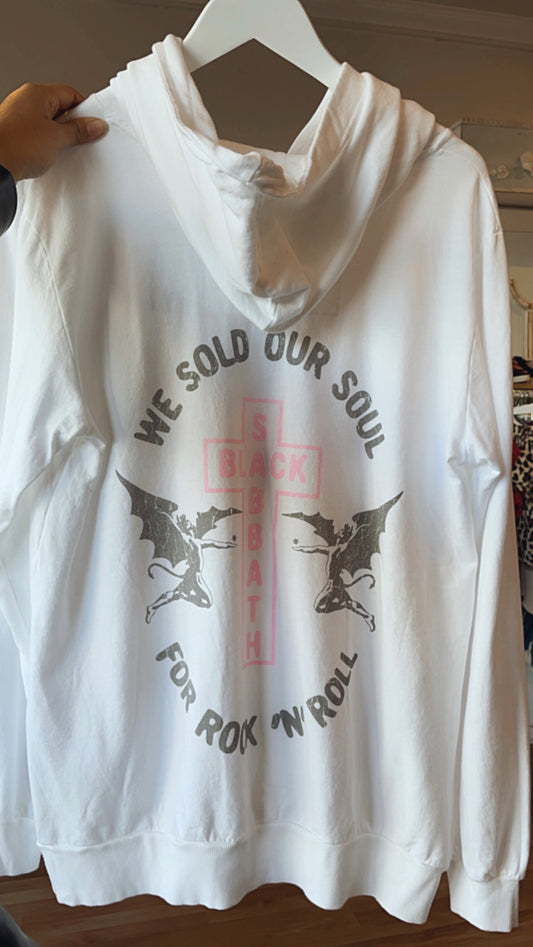 WE SOLD OUR SOUL
BLACK
SABBATH
FOR ROCK 'N' ROLL